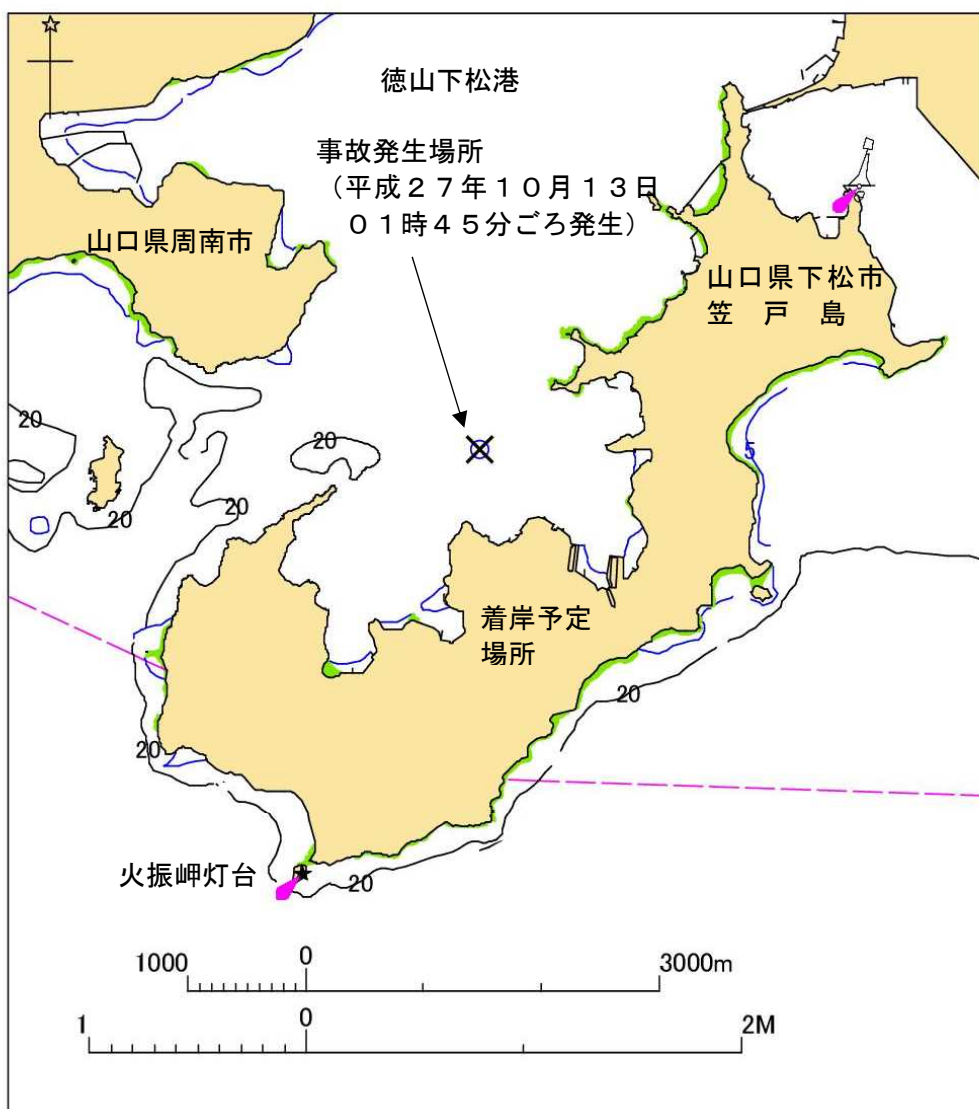 徳山下松港
事故発生場所
（平成２７年１０月１３日
０１時４５分ごろ発生）
山口県周南市
山口県下松市
笠　戸　島
20
20
20
20
5
着岸予定
場所
20
20
火振岬灯台
20
1000 0 3000m
1 0 2M